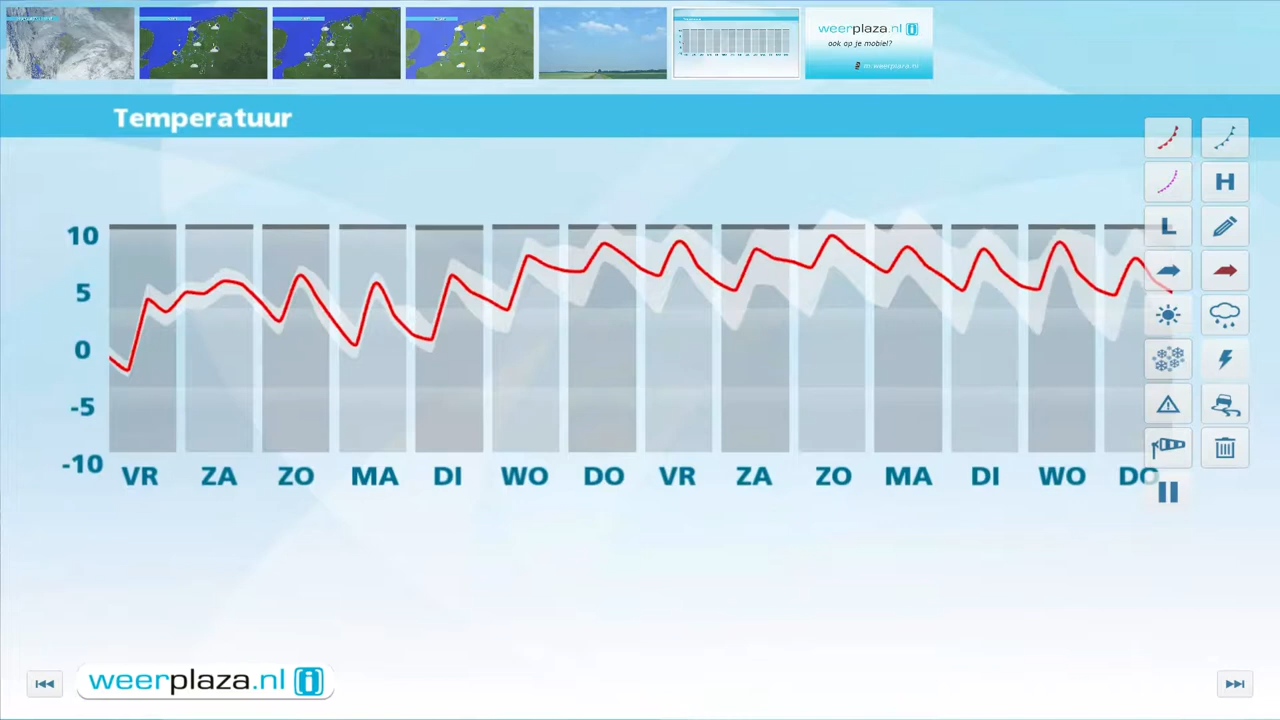 weerplaza.nl
ook op je mobiel?
m.weerplaza.nl
Temperatuur
H
L
10
5
0
-5
-10
VR ZA ZO MA DI WO DO VR ZA ZO MA DI WO DO
weerplaza.nl